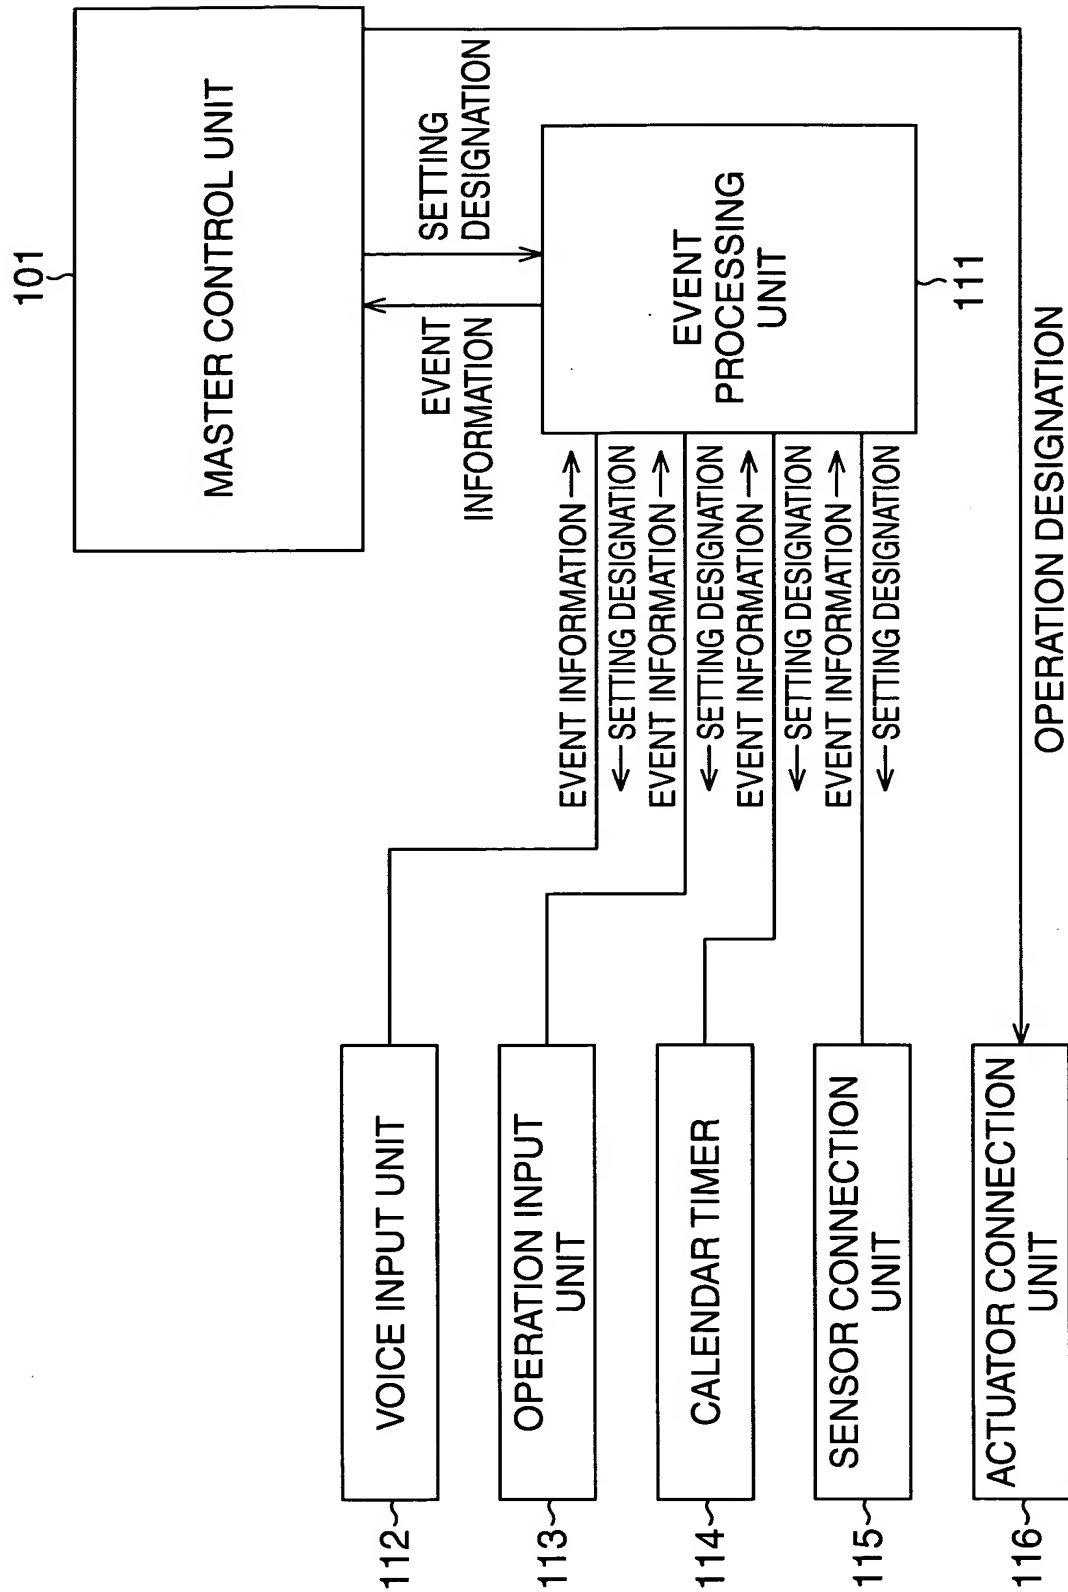 101
MASTER CONTROL UNIT
EVENT
INFORMATION
SETTING
DESIGNATION
EVENT
PROCESSING
UNIT
111
EVENT INFORMATION
SETTING DESIGNATION
EVENT INFORMATION
SETTING DESIGNATION
EVENT INFORMATION
SETTING DESIGNATION
EVENT INFORMATION
SETTING DESIGNATION
112
VOICE INPUT UNIT
113
OPERATION INPUT
UNIT
114
CALENDAR TIMER
115
SENSOR CONNECTION
UNIT
116
ACTUATOR CONNECTION
UNIT
OPERATION DESIGNATION